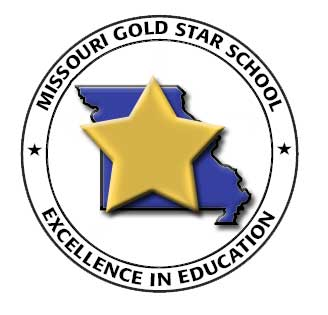 MISSOURI GOLD STAR SCHOOL
EXCELLENCE IN EDUCATION